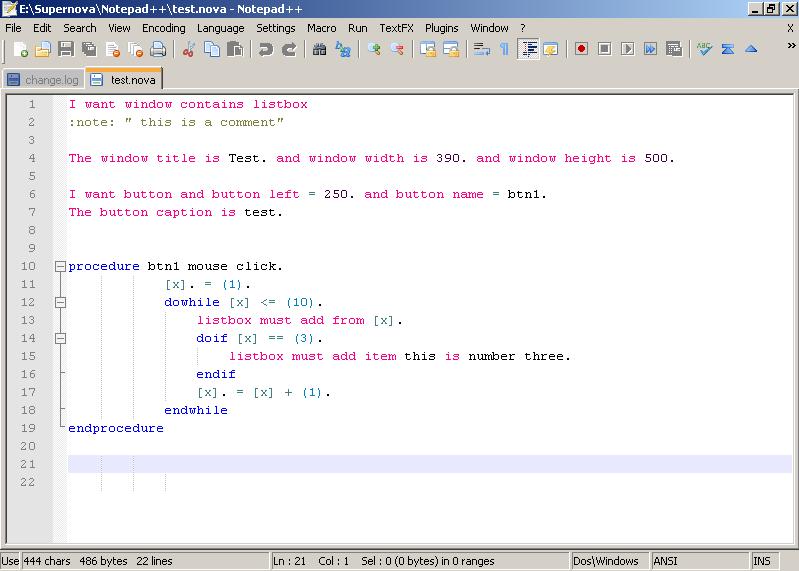 E:\Supernova\Notepad++\test.nova - Notepad++
File Edit Search View Encoding Language Settings Macro Run TextFX Plugins Window ? X
ABC »
change.log test.nova
1 I want window contains listbox
2 :note: " this is a comment"
3
4 The window title is Test. and window width is 390. and window height is 500.
5
6 I want button and button left = 250. and button name = btn1.
7 The button caption is test.
8
9
10 procedure btn1 mouse click.
11 [x]. = (1).
12 dowhile [x] <= (10).
13 listbox must add from [x].
14 doif [x] == (3).
15 listbox must add item this is number three.
16 endif
17 [x]. = [x] + (1).
18 endwhile
19 endprocedure
20
21
22
Use 444 chars 486 bytes 22 lines Ln : 21 Col : 1 Sel : 0 (0 bytes) in 0 ranges Dos\Windows ANSI INS